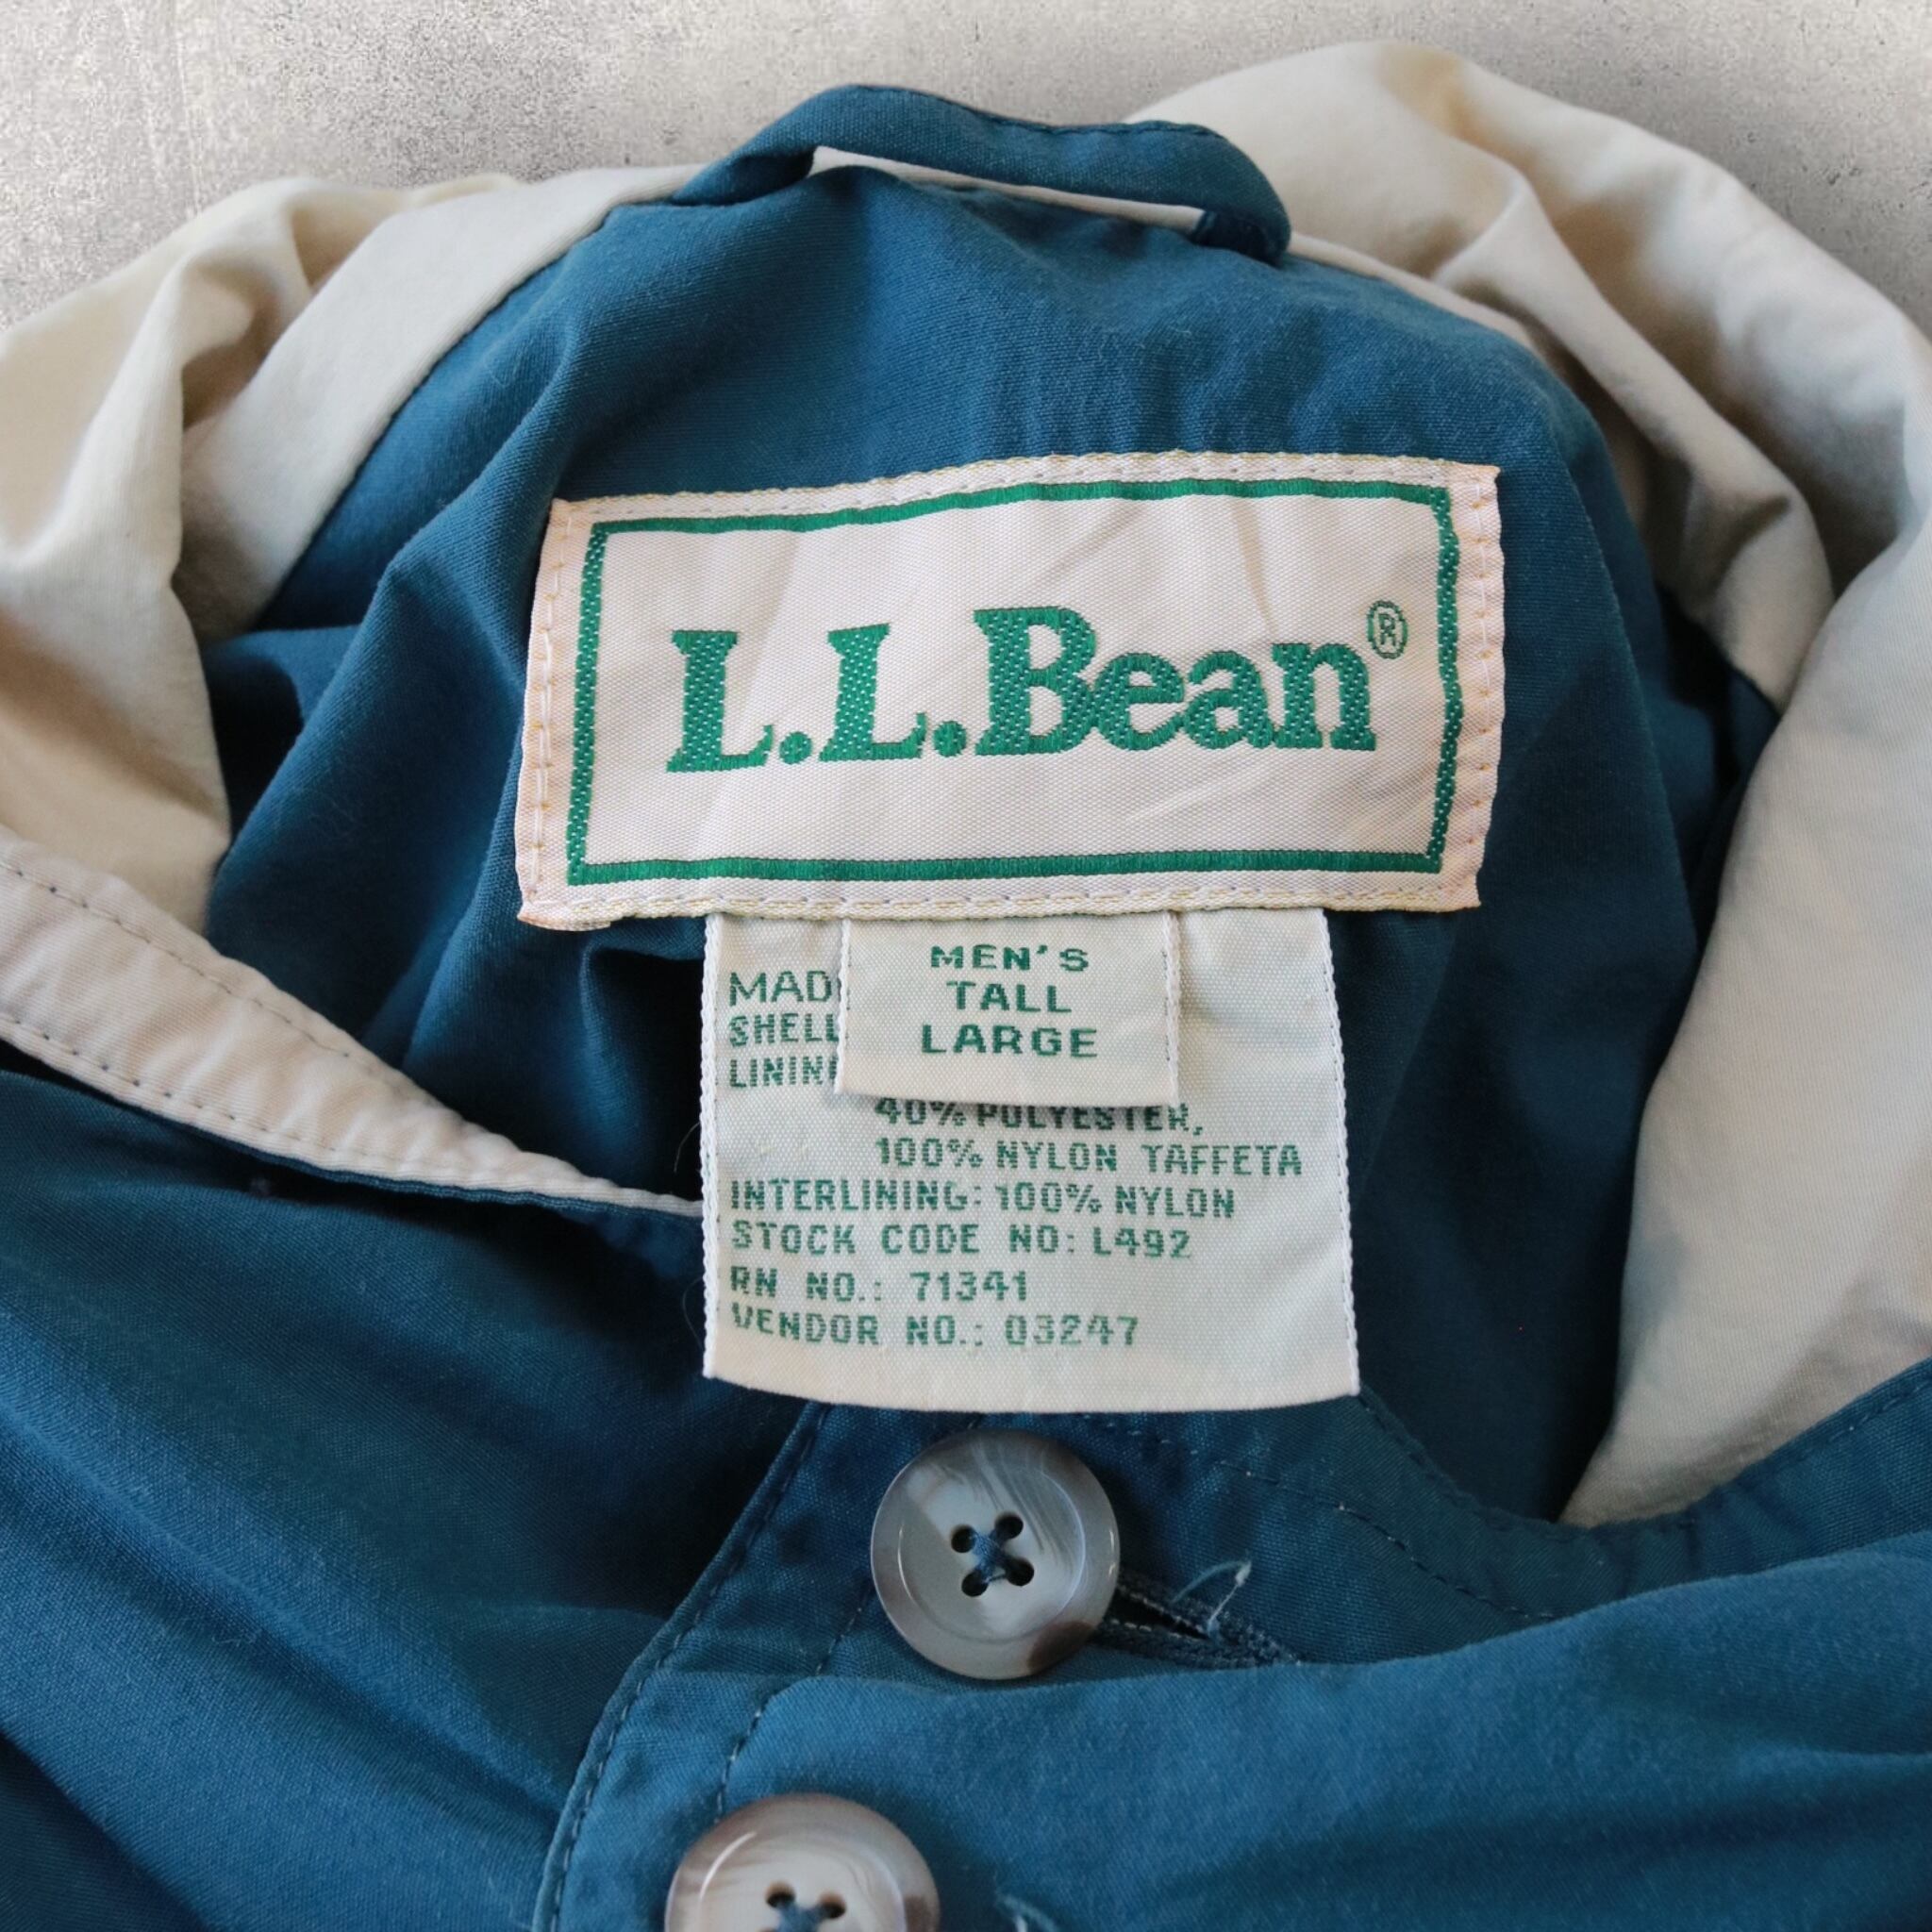 L.L.Bean®
MEN'S
TALL
LARGE
SHELL
40% POLYESTER,
100% NYLON TAFFETA
INTERLINING: 100% NYLON
STOCK CODE NO: L492
RN NO.: 71341
VENDOR NO.: 03247